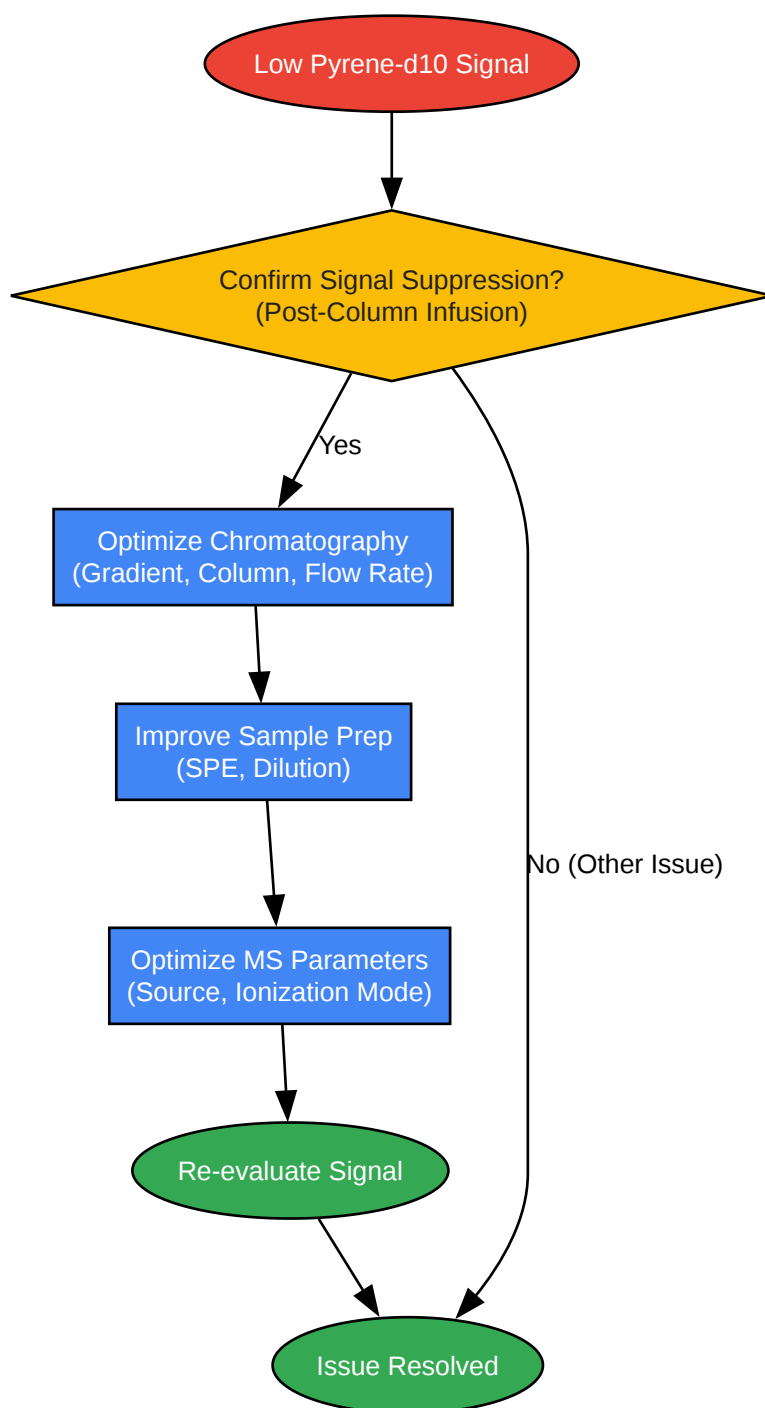 Low Pyrene-d10 Signal
Confirm Signal Suppression?
(Post-Column Infusion)
Yes
Optimize Chromatography
(Gradient, Column, Flow Rate)
Improve Sample Prep
(SPE, Dilution)
No (Other Issue)
Optimize MS Parameters
(Source, Ionization Mode)
Re-evaluate Signal
Issue Resolved